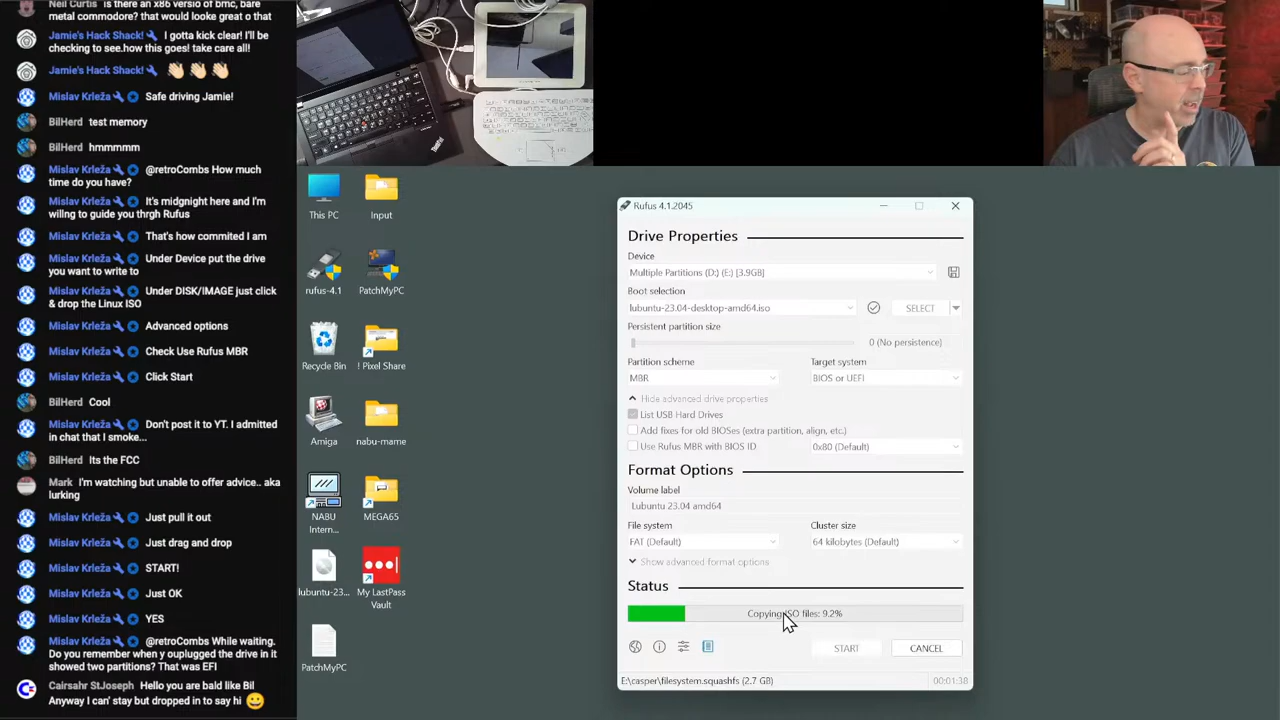 Neil Curtis is there an x86 versio of bmc, bare
metal commodore? that would looke great o that
Jamie's Hack Shack! I gotta kick clear! I'll be
checking to see.how this goes! take care all!
Jamie's Hack Shack!
Mislav Krleža Safe driving Jamie!
BilHerd test memory
BilHerd hmmmmm
Mislav Krleža @retroCombs How much
time do you have?
Mislav Krleža It's midgnight here and I'm
willng to guide you thrgh Rufus
Mislav Krleža That's how commited I am
Mislav Krleža Under Device put the drive
you want to write to
Mislav Krleža Under DISK/IMAGE just click
& drop the Linux ISO
Mislav Krleža Advanced options
Mislav Krleža Check Use Rufus MBR
Mislav Krleža Click Start
BilHerd Cool
Mislav Krleža Don't post it to YT. I admitted
in chat that I smoke...
BilHerd Its the FCC
Mark I'm watching but unable to offer advice.. aka
lurking
Mislav Krleža Just pull it out
Mislav Krleža Just drag and drop
Mislav Krleža START!
Mislav Krleža Just OK
Mislav Krleža YES
Mislav Krleža @retroCombs While waiting.
Do you remember when y ouplugged the drive in it
showed two partitions? That was EFI
Cairsahr StJoseph Hello you are bald like Bil
Anyway I can' stay but dropped in to say hi
This PC
Input
rufus-4.1
PatchMyPC
Recycle Bin
! Pixel Share
Amiga
nabu-mame
NABU
Intern...
MEGA65
lubuntu-23...
My LastPass
Vault
PatchMyPC
Rufus 4.1.2045
Drive Properties
Device
Multiple Partitions (D:) (E:) [3.9GB]
Boot selection
lubuntu-23.04-desktop-amd64.iso
SELECT
Persistent partition size
0 (No persistence)
Partition scheme
Target system
MBR
BIOS or UEFI
Hide advanced drive properties
List USB Hard Drives
Add fixes for old BIOSes (extra partition, align, etc.)
Use Rufus MBR with BIOS ID
0x80 (Default)
Format Options
Volume label
Lubuntu 23.04 amd64
File system
Cluster size
FAT (Default)
64 kilobytes (Default)
Show advanced format options
Status
Copying ISO files: 9.2%
START
CANCEL
E:\casper\filesystem.squashfs (2.7 GB)
00:01:38